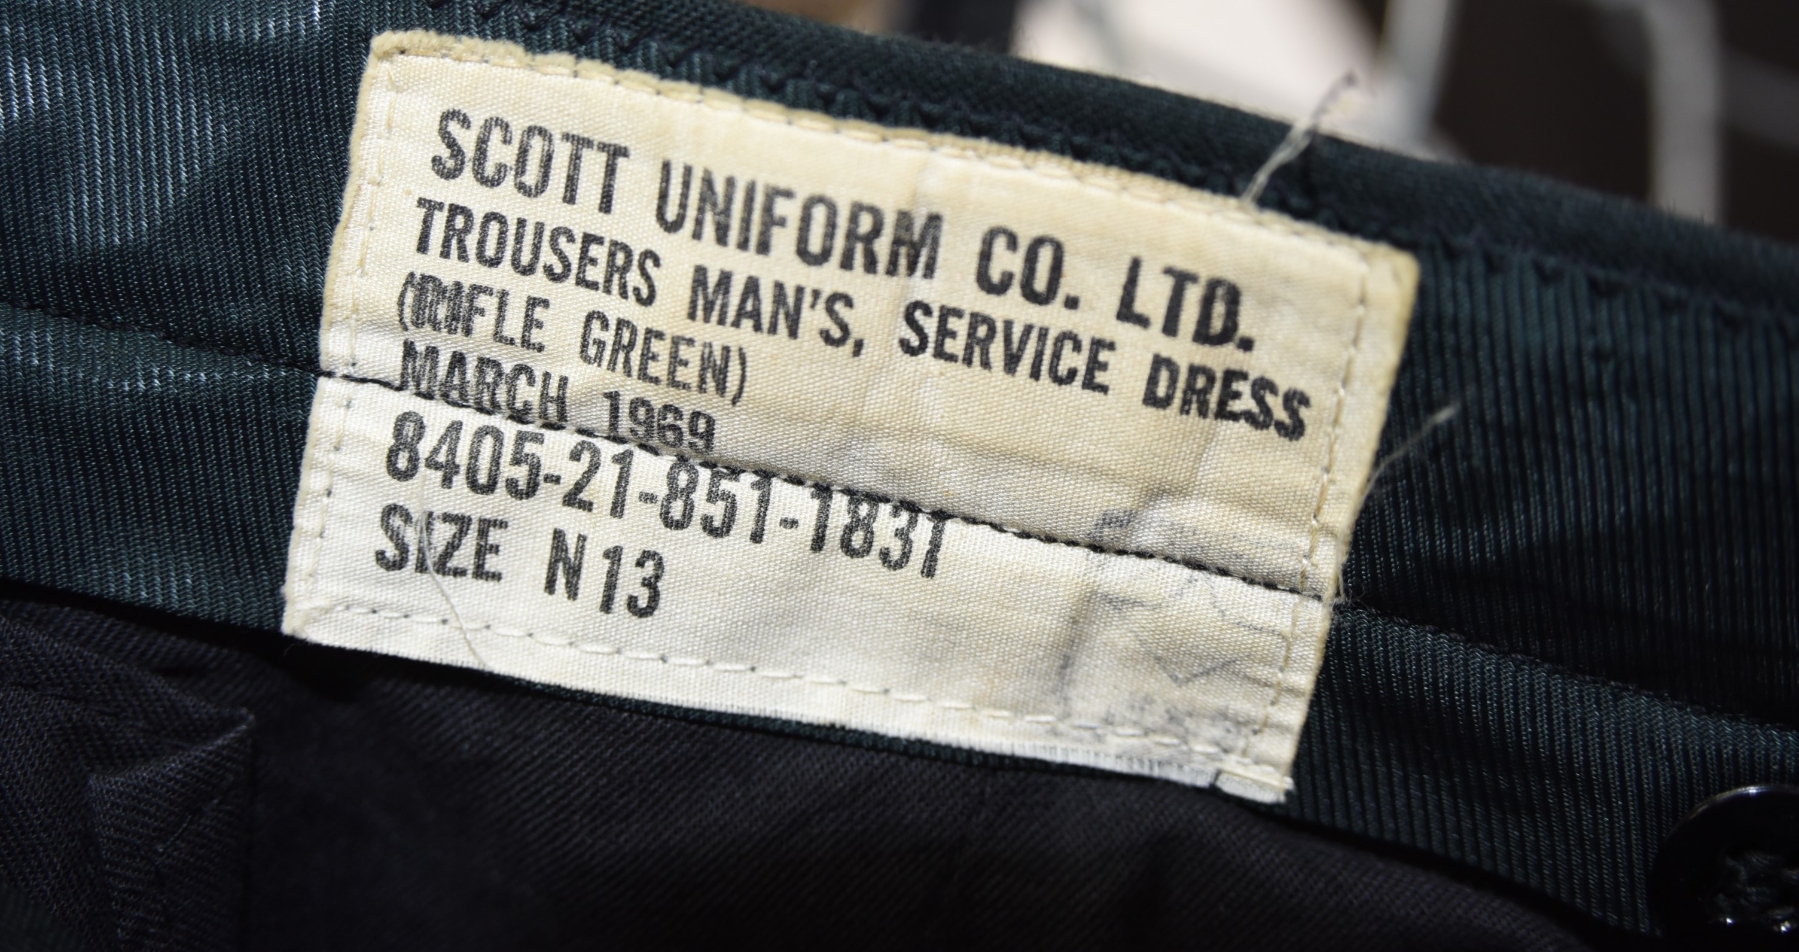 SCOTT UNIFORM CO. LTD.
TROUSERS MAN'S, SERVICE DRESS
(RIFLE GREEN)
MARCH 1969
8405-21-851-1831
SIZE N13